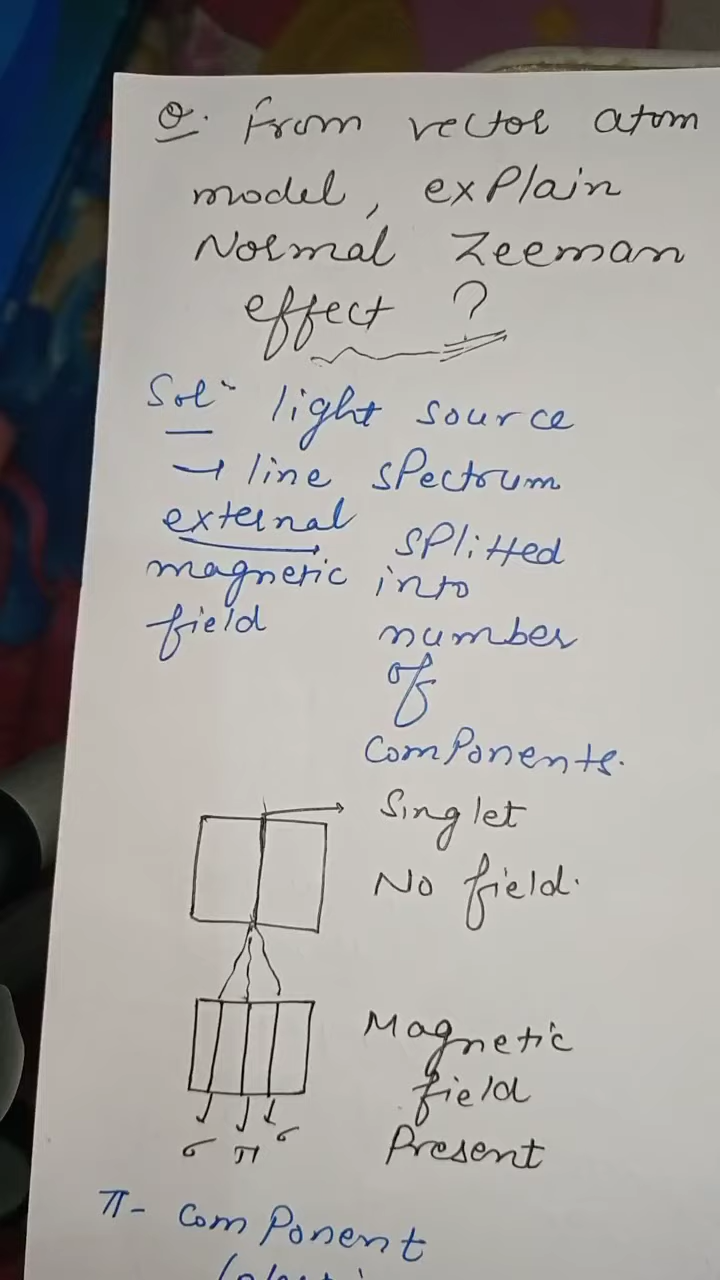 Q. From vector atom
model, explain
Normal Zeeman
effect ?
Sol- light source
→ line spectrum
external splitted
magnetic into
field number
of
components.
Singlet
No field.
Magnetic
field
Present
σ π σ
π- component